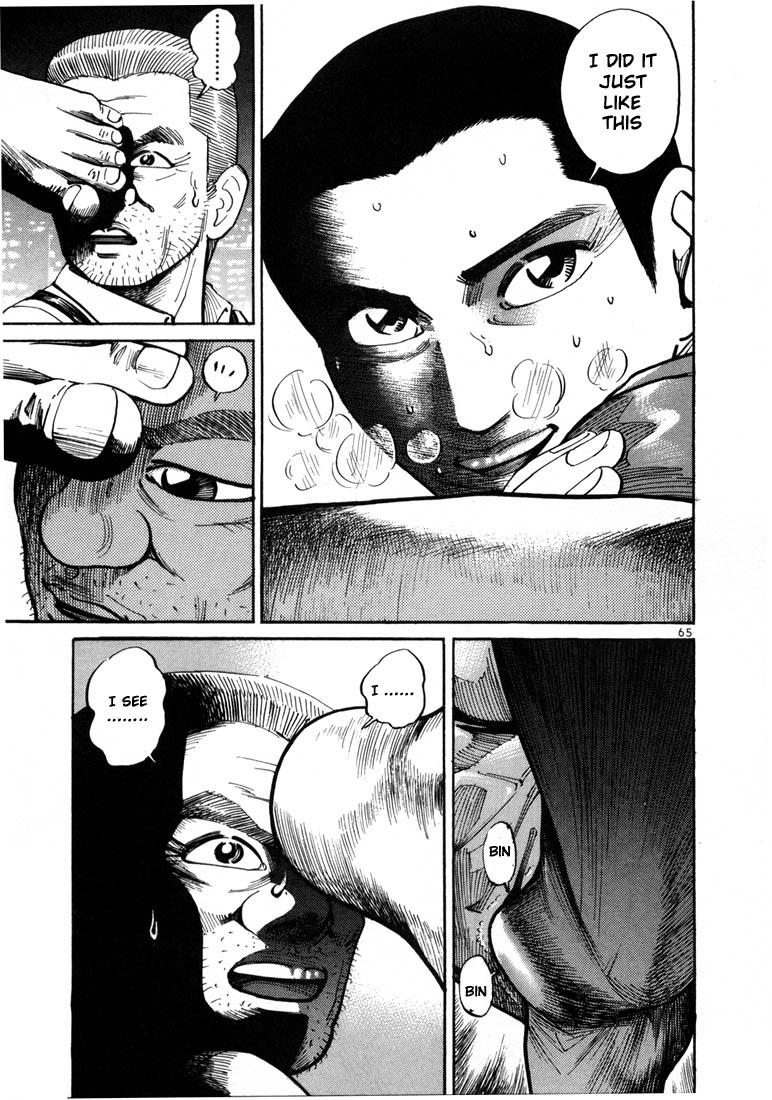 I DID IT
JUST
LIKE
THIS
.........
...
65
I ......
I SEE
........
BIN
BIN